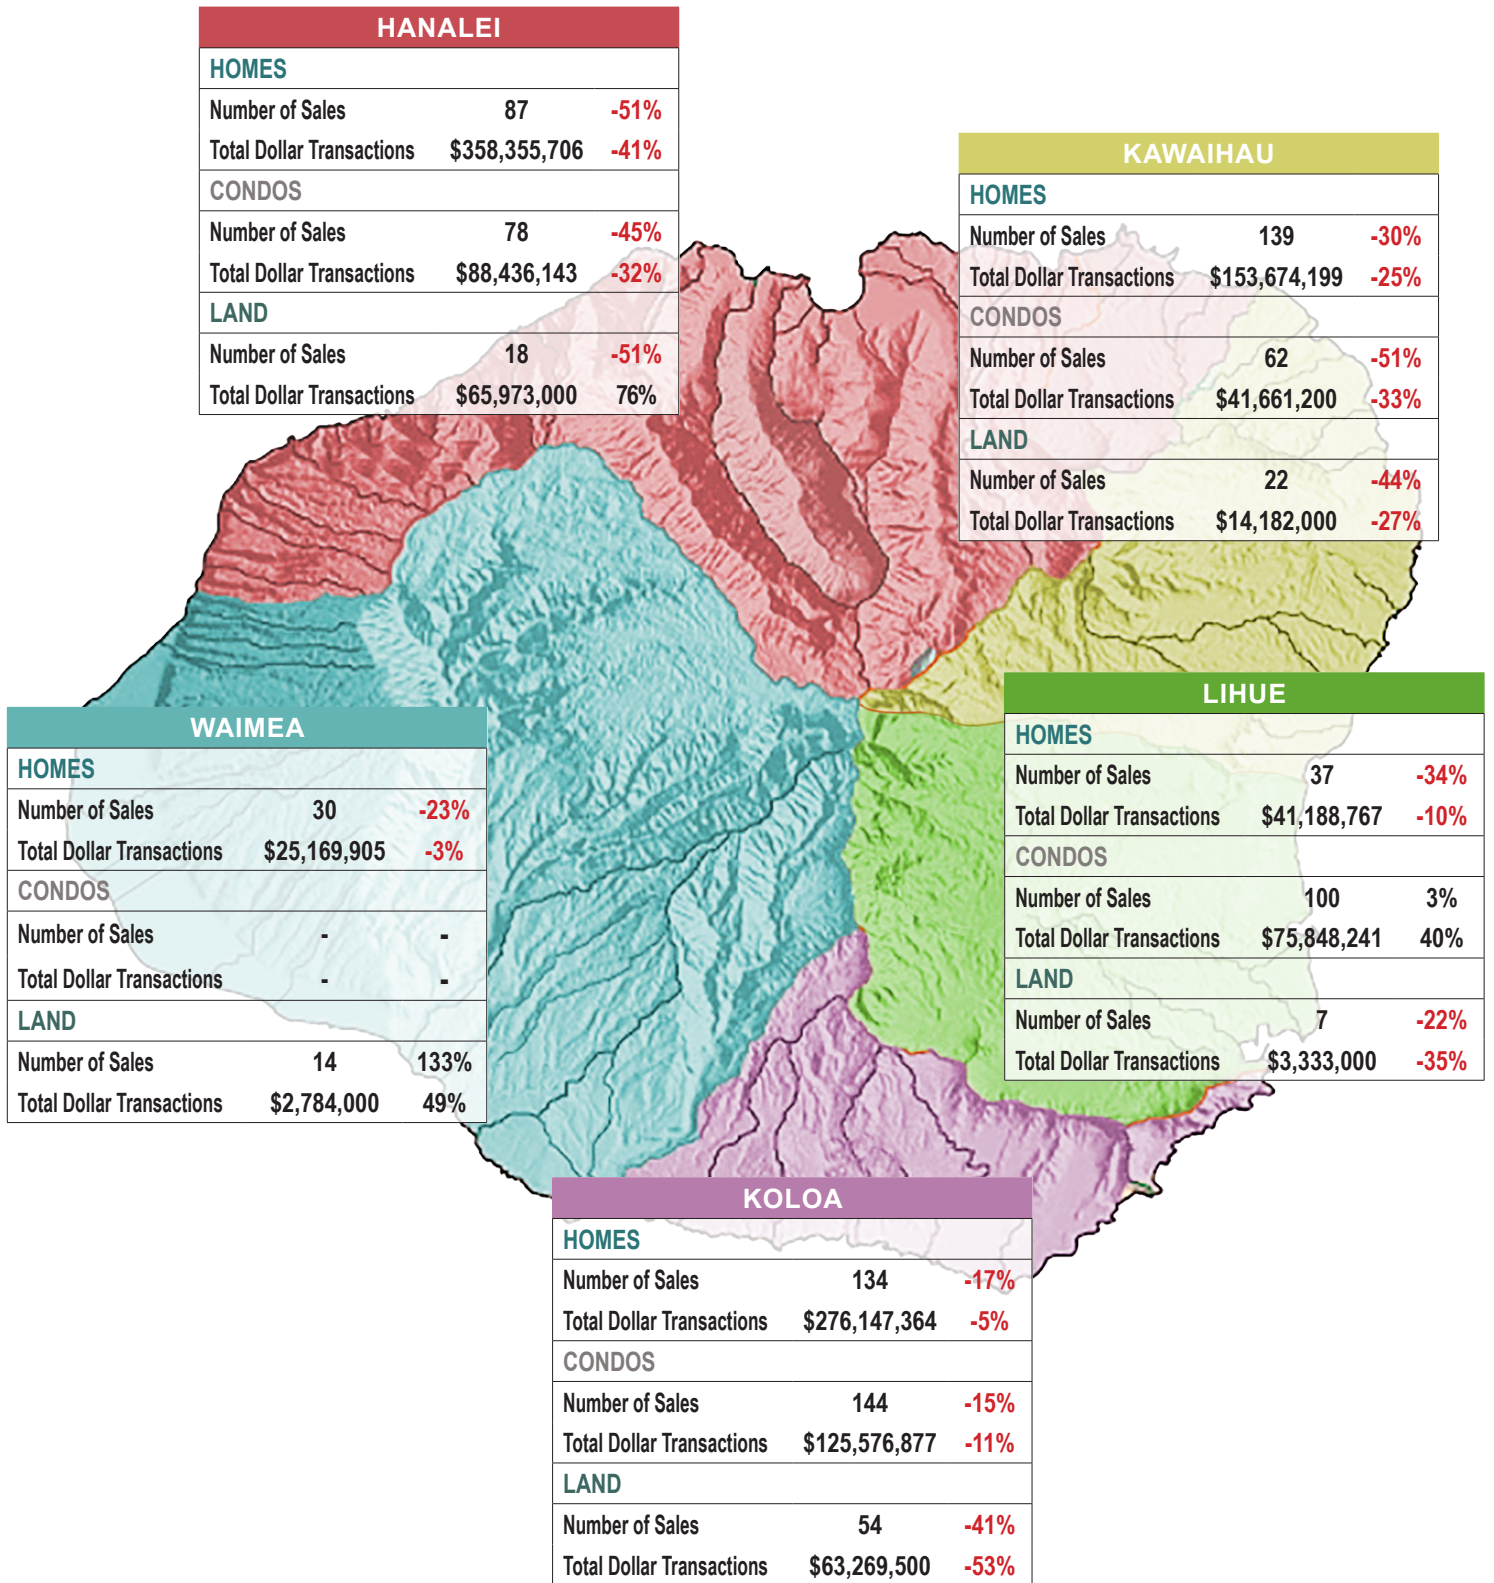 HANALEI
HOMES
Number of Sales 87 -51%
Total Dollar Transactions $358,355,706 -41%
CONDOS
Number of Sales 78 -45%
Total Dollar Transactions $88,436,143 -32%
LAND
Number of Sales 18 -51%
Total Dollar Transactions $65,973,000 76%
KAWAIHAU
HOMES
Number of Sales 139 -30%
Total Dollar Transactions $153,674,199 -25%
CONDOS
Number of Sales 62 -51%
Total Dollar Transactions $41,661,200 -33%
LAND
Number of Sales 22 -44%
Total Dollar Transactions $14,182,000 -27%
WAIMEA
HOMES
Number of Sales 30 -23%
Total Dollar Transactions $25,169,905 -3%
CONDOS
Number of Sales - -
Total Dollar Transactions - -
LAND
Number of Sales 14 133%
Total Dollar Transactions $2,784,000 49%
LIHUE
HOMES
Number of Sales 37 -34%
Total Dollar Transactions $41,188,767 -10%
CONDOS
Number of Sales 100 3%
Total Dollar Transactions $75,848,241 40%
LAND
Number of Sales 7 -22%
Total Dollar Transactions $3,333,000 -35%
KOLOA
HOMES
Number of Sales 134 -17%
Total Dollar Transactions $276,147,364 -5%
CONDOS
Number of Sales 144 -15%
Total Dollar Transactions $125,576,877 -11%
LAND
Number of Sales 54 -41%
Total Dollar Transactions $63,269,500 -53%